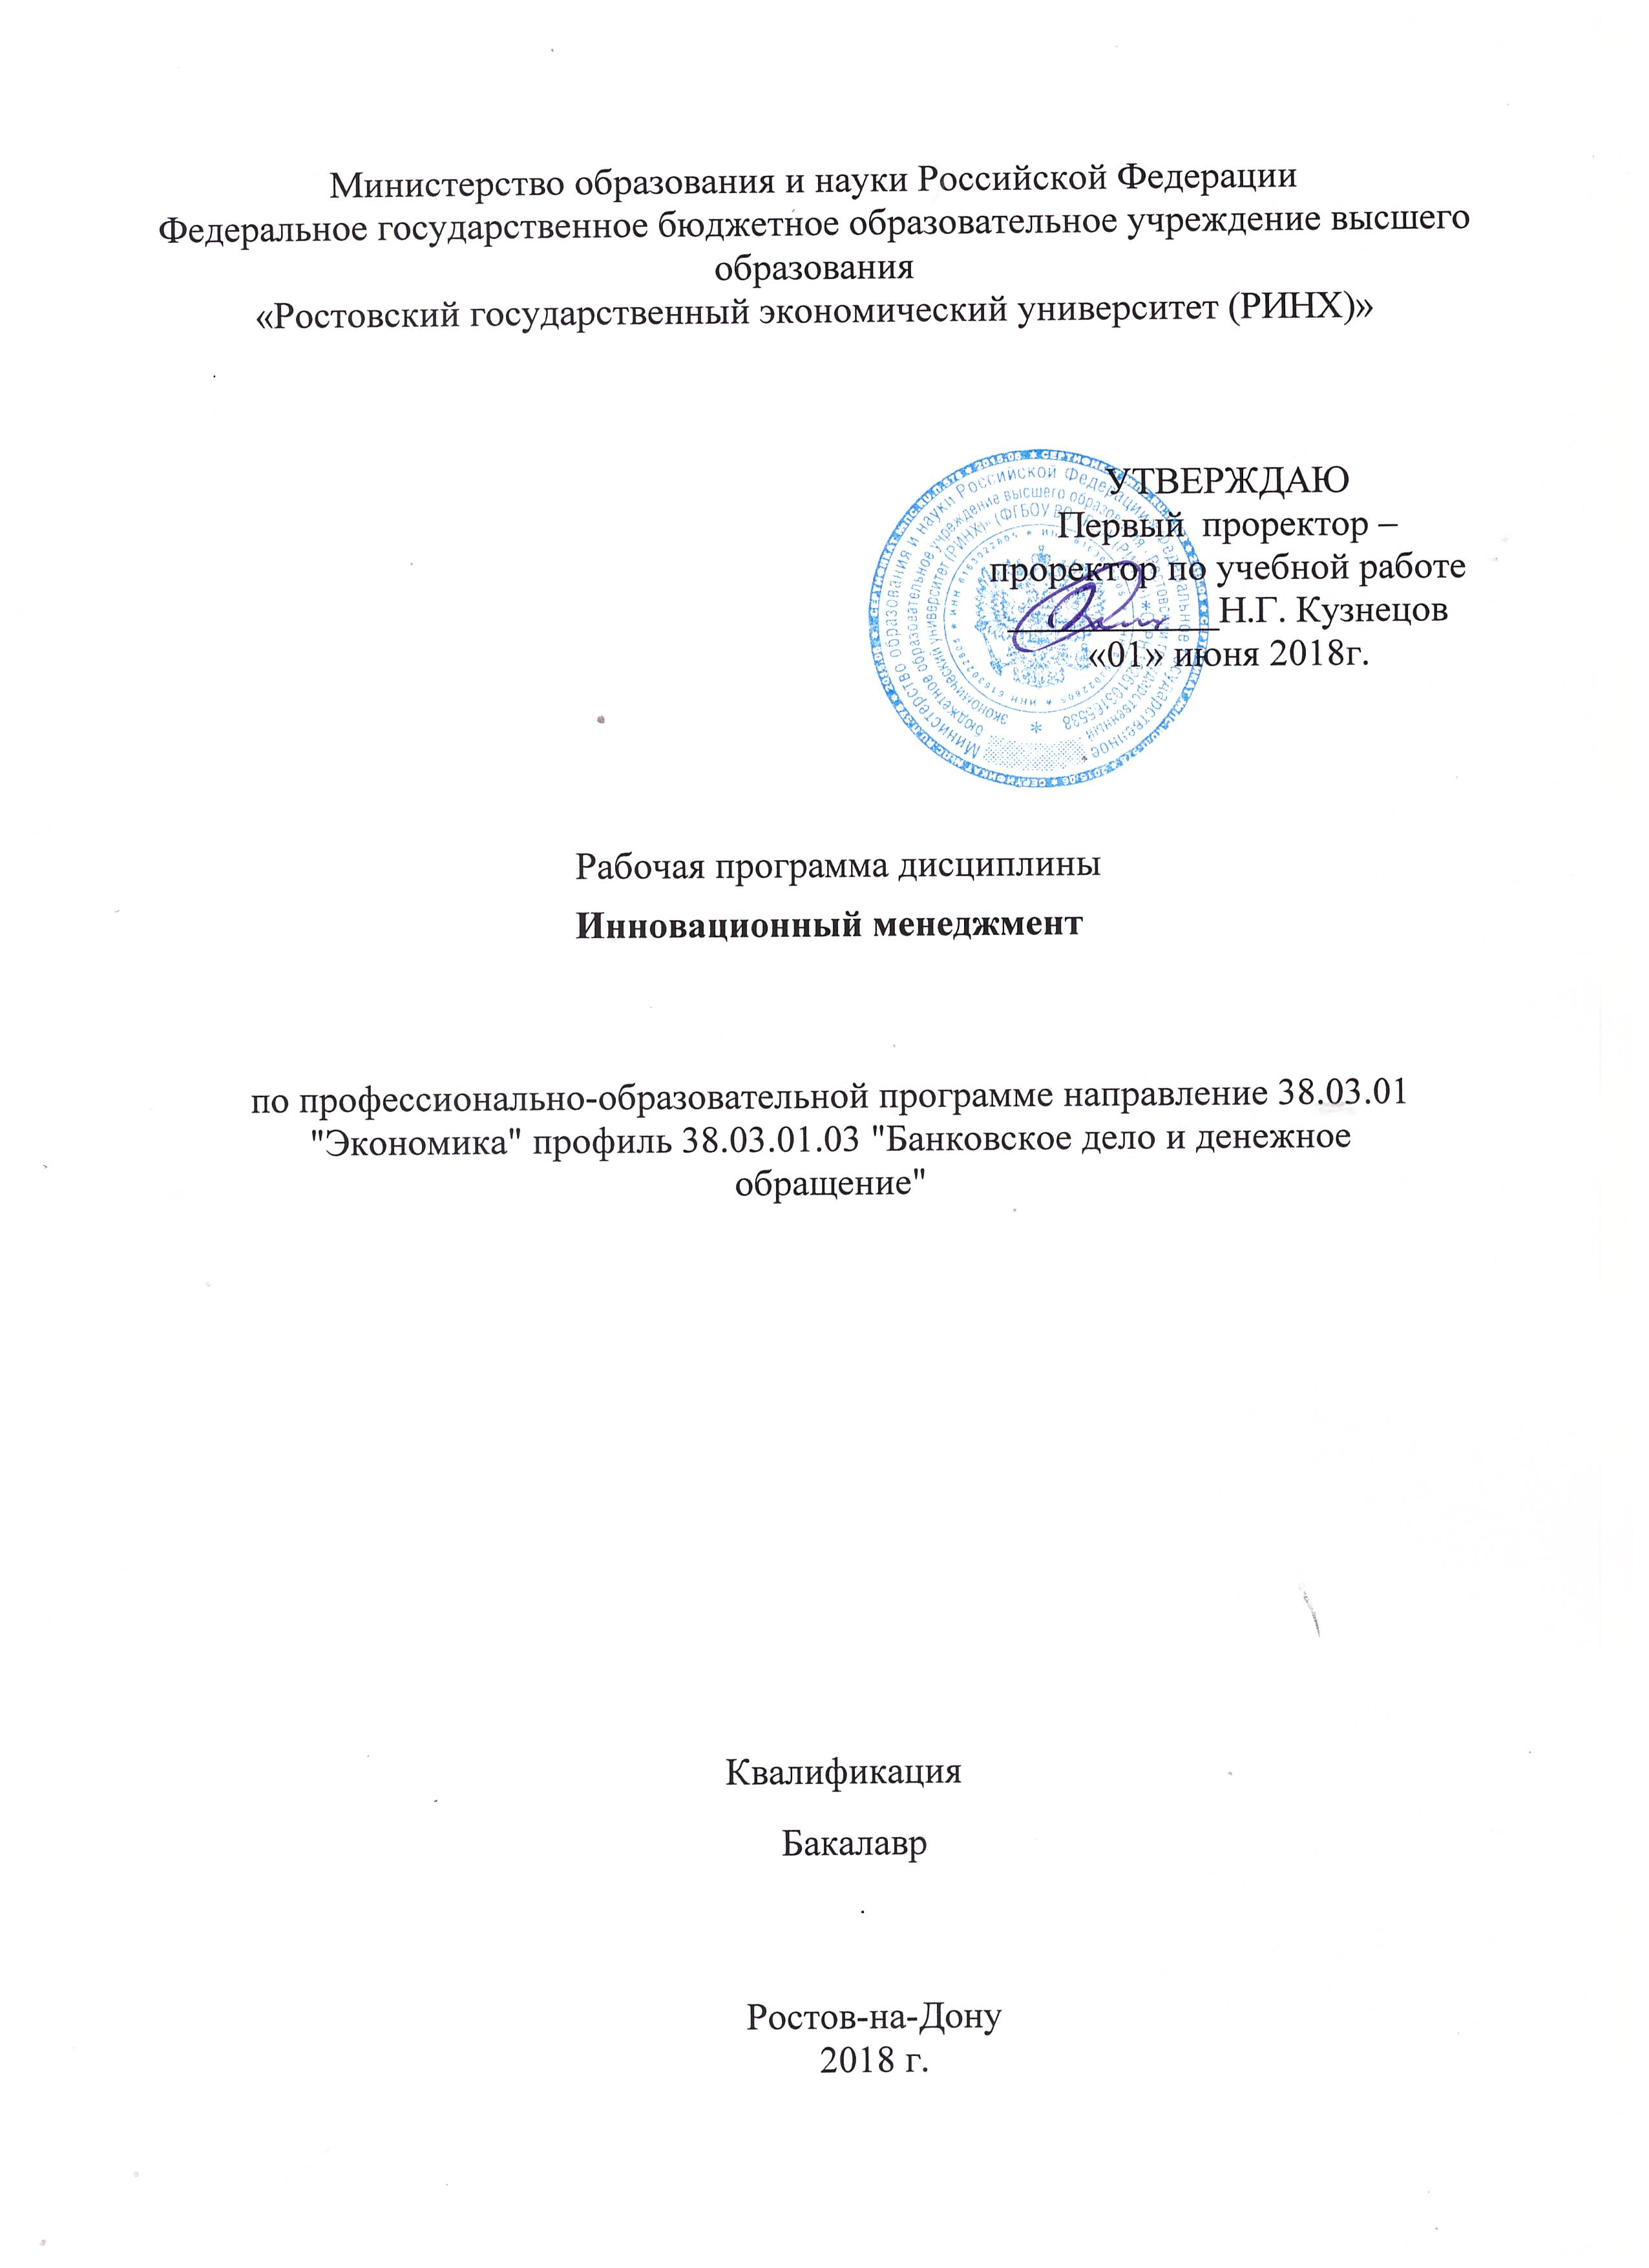 Министерство образования и науки Российской Федерации
Федеральное государственное бюджетное образовательное учреждение высшего
образования
«Ростовский государственный экономический университет (РИНХ)»
УТВЕРЖДАЮ
Первый проректор –
проректор по учебной работе
____________Н.Г. Кузнецов
«01» июня 2018г.
Рабочая программа дисциплины
Инновационный менеджмент
по профессионально-образовательной программе направление 38.03.01
"Экономика" профиль 38.03.01.03 "Банковское дело и денежное
обращение"
Квалификация
Бакалавр
Ростов-на-Дону
2018 г.